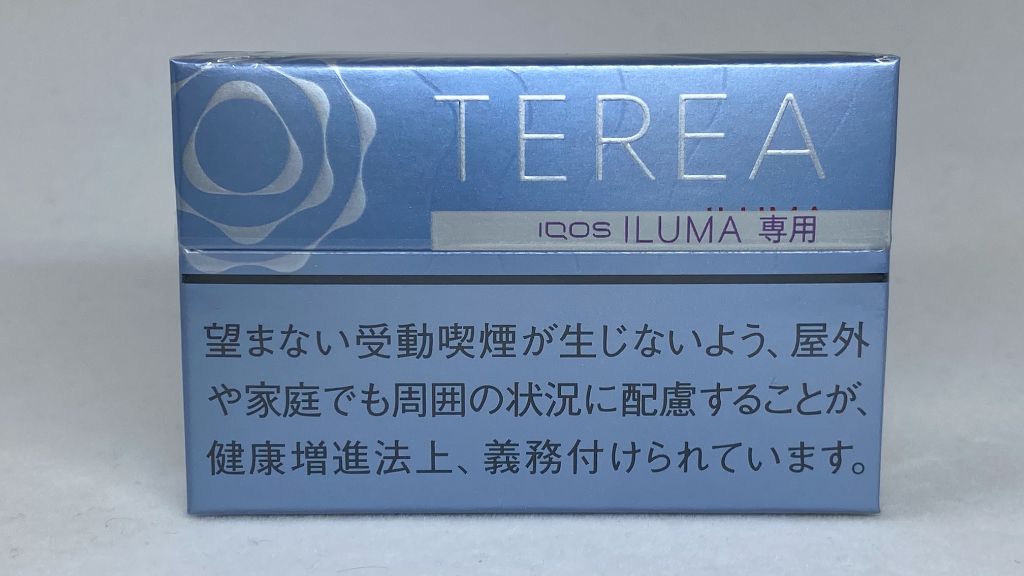 TEREA
IQOS ILUMA 専用
望まない受動喫煙が生じないよう、屋外
や家庭でも周囲の状況に配慮することが、
健康増進法上、義務付けられています。